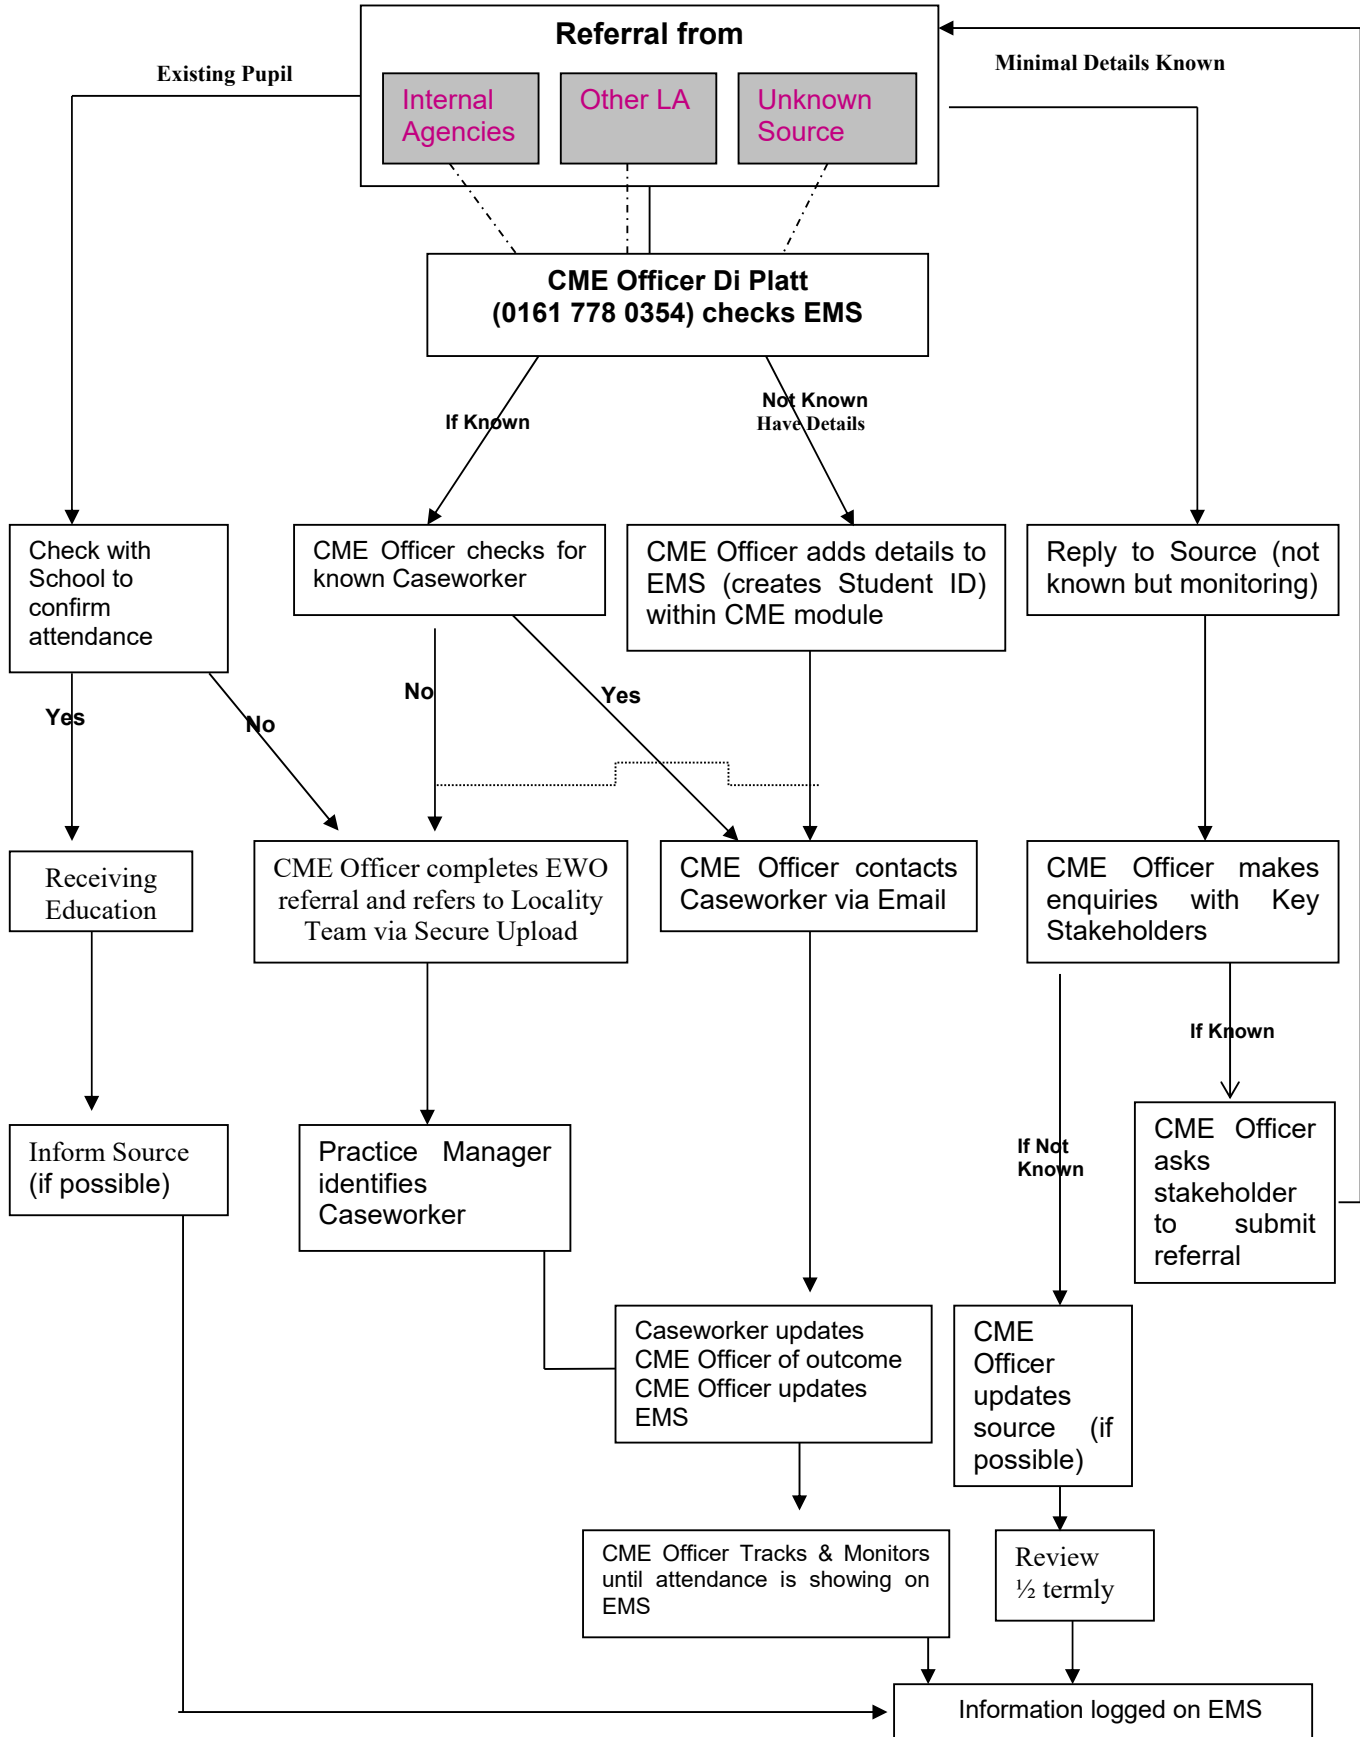 Referral from
Existing Pupil
Minimal Details Known
Internal
Agencies
Other LA
Unknown
Source
CME Officer Di Platt
(0161 778 0354) checks EMS
If Known
Not Known
Have Details
Check with
School to
confirm
attendance
CME Officer checks for
known Caseworker
CME Officer adds details to
EMS (creates Student ID)
within CME module
Reply to Source (not
known but monitoring)
Yes
No
No
Yes
Receiving
Education
CME Officer completes EWO
referral and refers to Locality
Team via Secure Upload
CME Officer contacts
Caseworker via Email
CME Officer makes
enquiries with Key
Stakeholders
If Known
If Not
Known
Inform Source
(if possible)
Practice Manager
identifies
Caseworker
CME Officer
asks
stakeholder
to submit
referral
Caseworker updates
CME Officer of outcome
CME Officer updates
EMS
CME
Officer
updates
source (if
possible)
CME Officer Tracks & Monitors
until attendance is showing on
EMS
Review
½ termly
Information logged on EMS